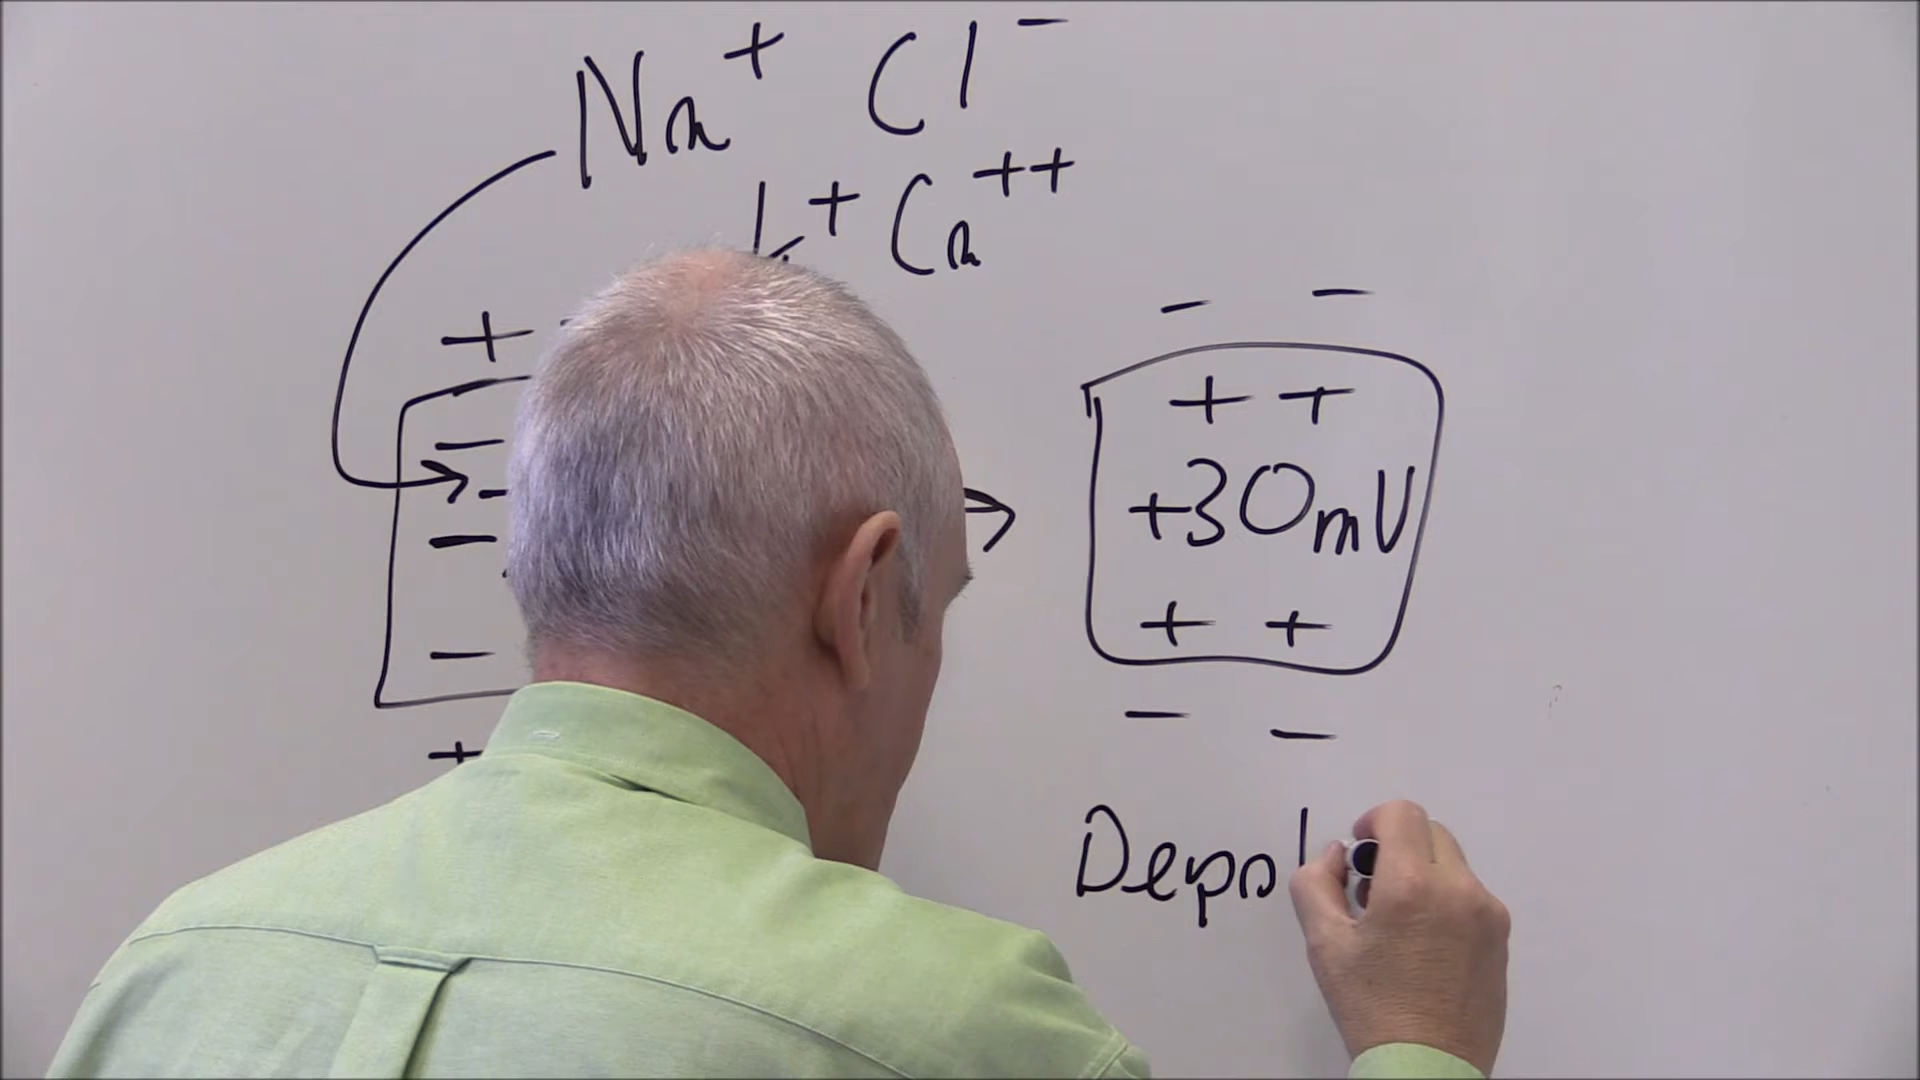 Na+ Cl-
K+ Ca++
- -
+
+ +
-
-
+30mV
-
+ +
-
- -
+
Depol